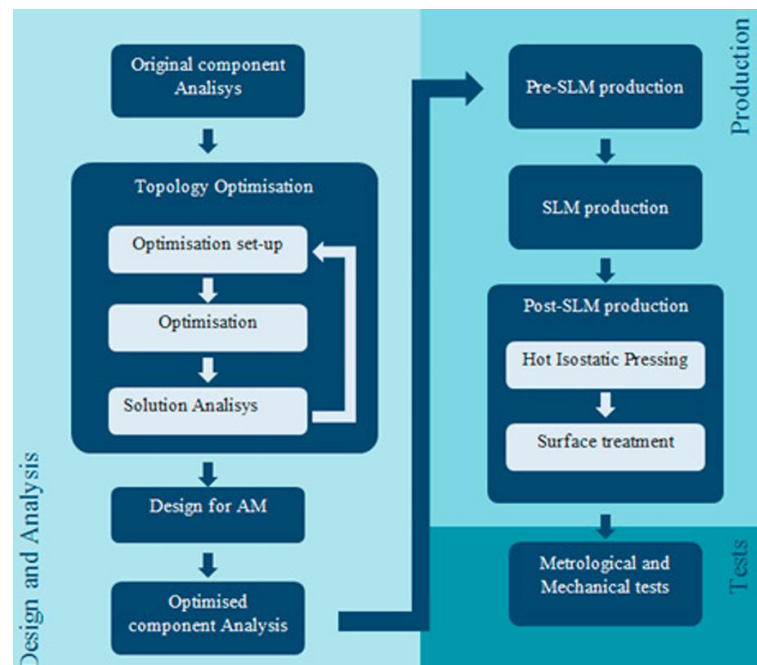 Original component
Analisys
Topology Optimisation
Optimisation set-up
Optimisation
Solution Analisys
Design for AM
Optimised
component Analysis
Design and Analysis
Pre-SLM production
SLM production
Post-SLM production
Hot Isostatic Pressing
Surface treatment
Production
Metrological and
Mechanical tests
Tests